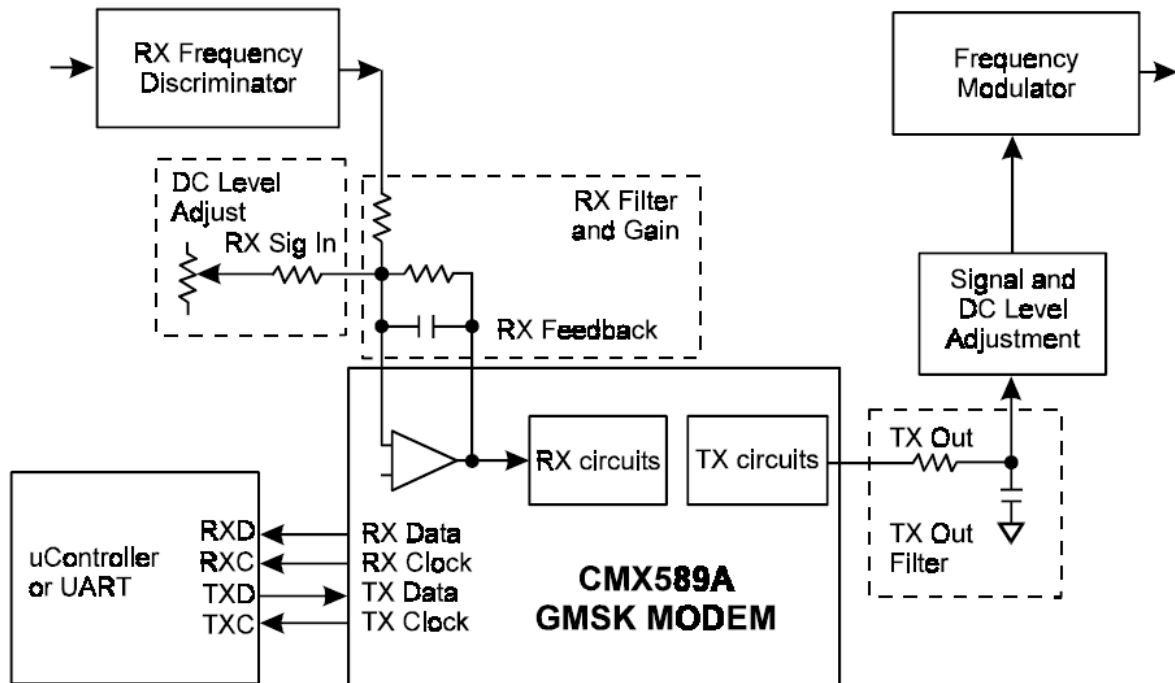 RX Frequency
Discriminator
Frequency
Modulator
DC Level
Adjust
RX Sig In
RX Filter
and Gain
RX Feedback
Signal and
DC Level
Adjustment
RX circuits
TX circuits
TX Out
TX Out
Filter
uController
or UART
RXD
RXC
TXD
TXC
RX Data
RX Clock
TX Data
TX Clock
CMX589A
GMSK MODEM